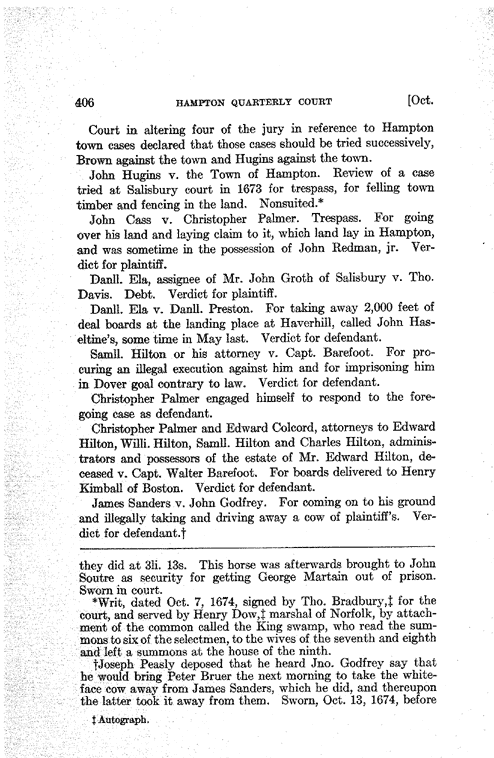 406 HAMPTON QUARTERLY COURT [Oct.
Court in altering four of the jury in reference to Hampton
town cases declared that those cases should be tried successively,
Brown against the town and Hugins against the town.
John Hugins v. the Town of Hampton. Review of a case
tried at Salisbury court in 1673 for trespass, for felling town
timber and fencing in the land. Nonsuited.*
John Cass v. Christopher Palmer. Trespass. For going
over his land and laying claim to it, which land lay in Hampton,
and was sometime in the possession of John Redman, jr. Ver-
dict for plaintiff.
Danll. Ela, assignee of Mr. John Groth of Salisbury v. Tho.
Davis. Debt. Verdict for plaintiff.
Danll. Ela v. Danll. Preston. For taking away 2,000 feet of
deal boards at the landing place at Haverhill, called John Has-
eltine's, some time in May last. Verdict for defendant.
Samll. Hilton or his attorney v. Capt. Barefoot. For pro-
curing an illegal execution against him and for imprisoning him
in Dover goal contrary to law. Verdict for defendant.
Christopher Palmer engaged himself to respond to the fore-
going case as defendant.
Christopher Palmer and Edward Colcord, attorneys to Edward
Hilton, Willi. Hilton, Samll. Hilton and Charles Hilton, adminis-
trators and possessors of the estate of Mr. Edward Hilton, de-
ceased v. Capt. Walter Barefoot. For boards delivered to Henry
Kimball of Boston. Verdict for defendant.
James Sanders v. John Godfrey. For coming on to his ground
and illegally taking and driving away a cow of plaintiff's. Ver-
dict for defendant.†
they did at 3li. 13s. This horse was afterwards brought to John
Soutre as security for getting George Martain out of prison.
Sworn in court.
*Writ, dated Oct. 7, 1674, signed by Tho. Bradbury,‡ for the
court, and served by Henry Dow,‡ marshal of Norfolk, by attach-
ment of the common called the King swamp, who read the sum-
mons to six of the selectmen, to the wives of the seventh and eighth
and left a summons at the house of the ninth.
†Joseph Peasly deposed that he heard Jno. Godfrey say that
he would bring Peter Bruer the next morning to take the white-
face cow away from James Sanders, which he did, and thereupon
the latter took it away from them. Sworn, Oct. 13, 1674, before
‡ Autograph.